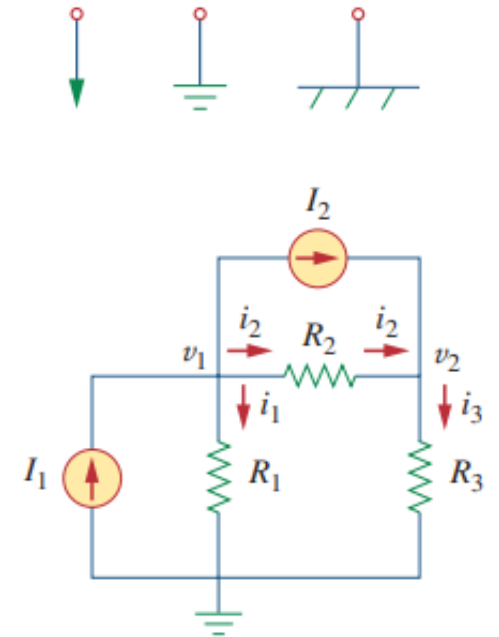 I₂
i₂ R₂ i₂
v₁ v₂
i₁ i₃
I₁ R₁ R₃